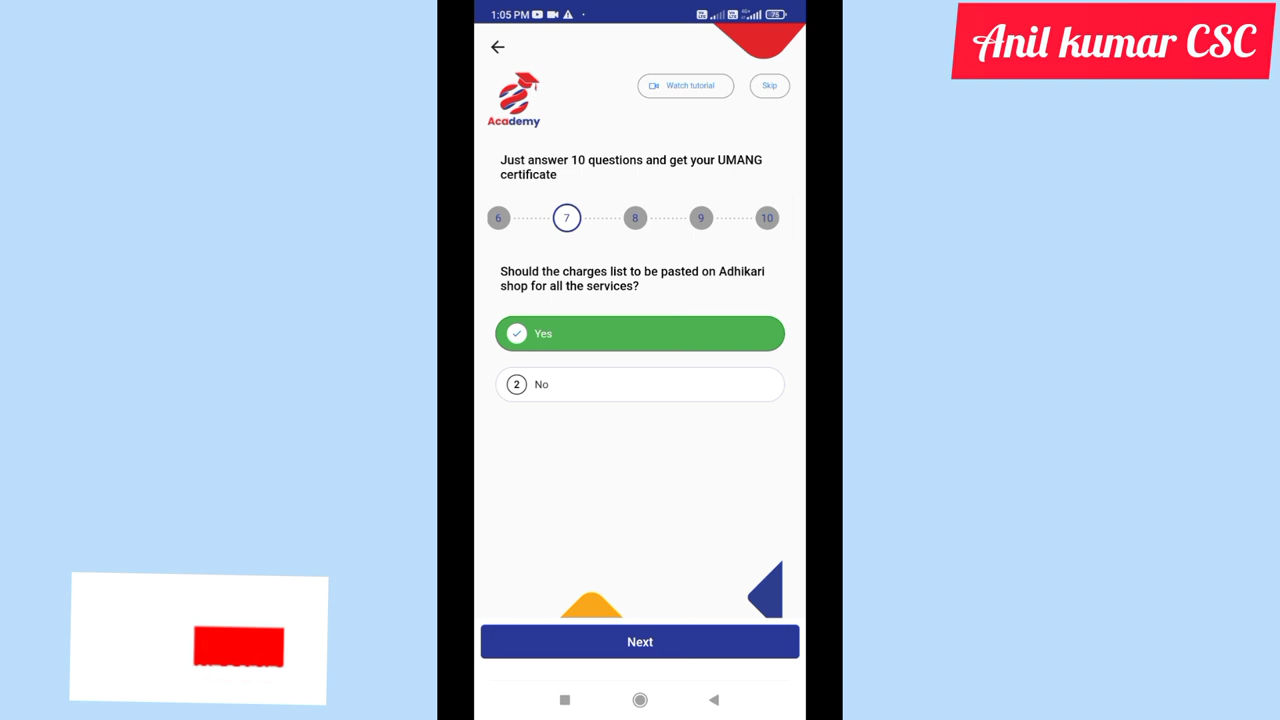 1:05 PM
75
Anil kumar CSC
Academy
Watch tutorial
Skip
Just answer 10 questions and get your UMANG
certificate
6 7 8 9 10
Should the charges list to be pasted on Adhikari
shop for all the services?
Yes
2 No
Next